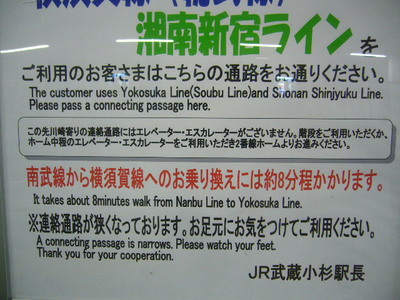 湘南新宿ラインを
ご利用のお客さまはこちらの通路をお通りください。
The customer uses Yokosuka Line(Soubu Line)and Shonan Shinjyuku Line.
Please pass a connecting passage here.
この先川崎寄りの連絡通路にはエレベーター・エスカレーターがございません。階段をご利用いただくか、
ホーム中程のエレベーター・エスカレーターをご利用いただき2番線ホームよりお進みください。
南武線から横須賀線へのお乗り換えには約8分程かかります。
It takes about 8minutes walk from Nanbu Line to Yokosuka Line.
※連絡通路が狭くなっております。お足元にお気をつけてご利用ください。
A connecting passage is narrows. Please watch your feet.
Thank you for your cooperation.
JR武蔵小杉駅長